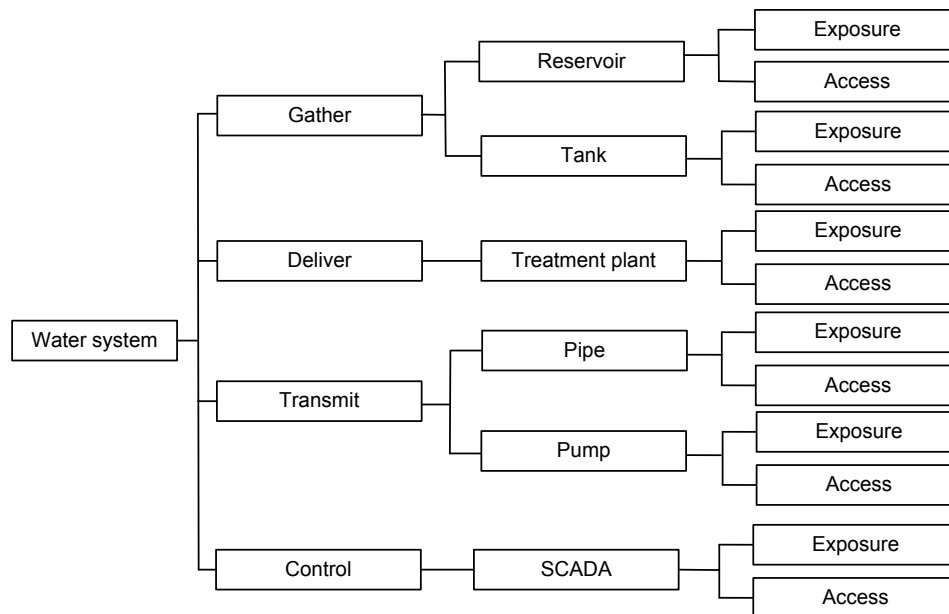 Exposure
Reservoir
Access
Gather
Exposure
Tank
Access
Exposure
Deliver
Treatment plant
Access
Water system
Exposure
Pipe
Access
Transmit
Exposure
Pump
Access
Exposure
Control
SCADA
Access